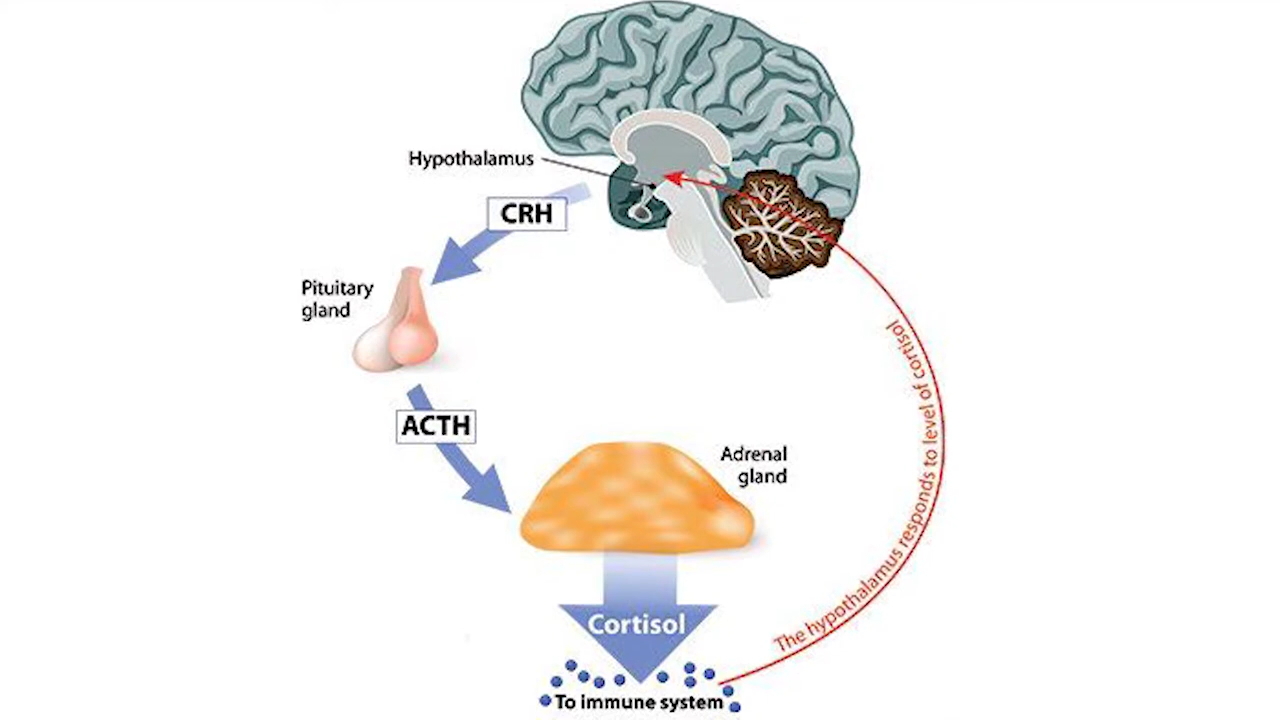 Hypothalamus
CRH
Pituitary
gland
ACTH
Adrenal
gland
Cortisol
To immune system
The hypothalamus responds to level of cortisol